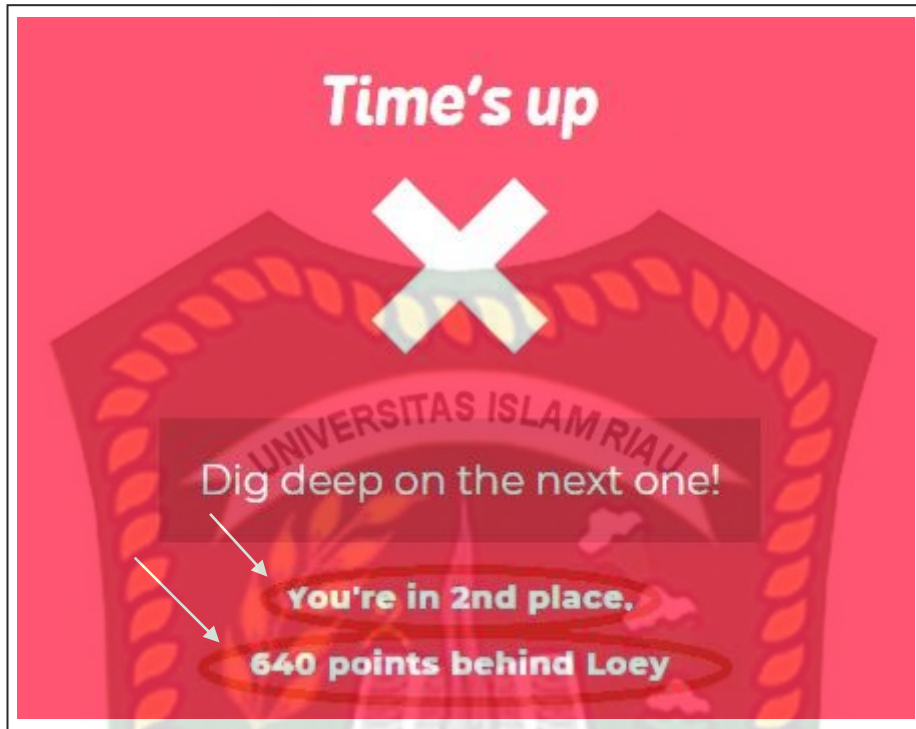 Time's up
UNIVERSITAS ISLAM RIAU
Dig deep on the next one!
You're in 2nd place,
640 points behind Loey